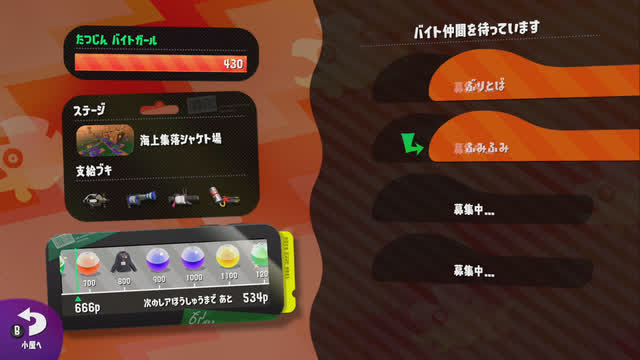 たつじん バイトガール
430
ステージ
海上集落シャケト場
支給ブキ
700 800 900 1000 1100 120
666p 次のレアほうしゅうまで あと 534p
B
小屋へ
バイト仲間を待っています
ぶりとば
ふみふみ
募集中...
募集中...